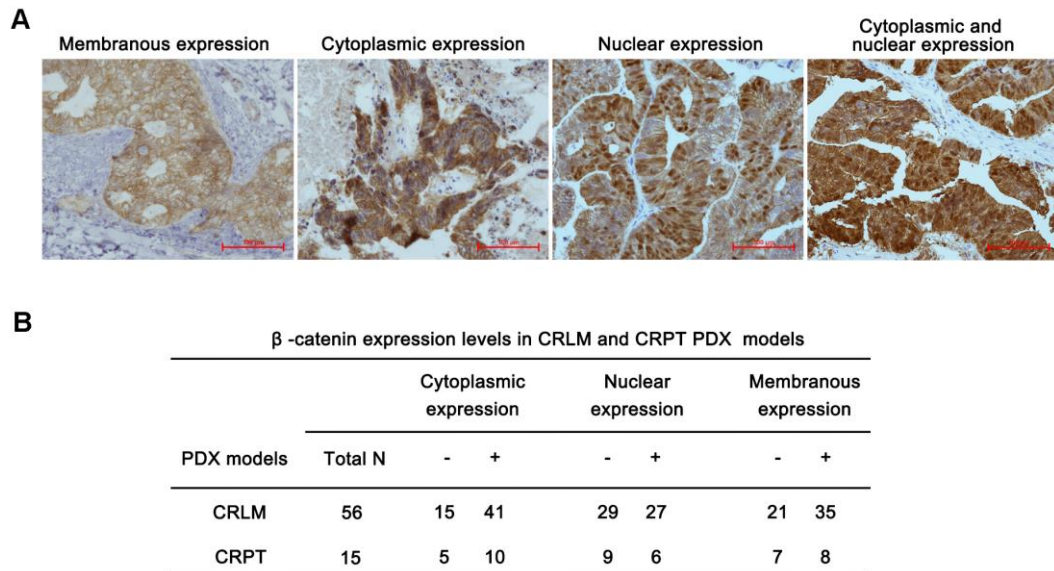 A
Membranous expression
Cytoplasmic expression
Nuclear expression
Cytoplasmic and
nuclear expression
100 μm
B
β -catenin expression levels in CRLM and CRPT PDX models
Cytoplasmic expression
Nuclear expression
Membranous expression
PDX models Total N - + - + - +
CRLM 56 15 41 29 27 21 35
CRPT 15 5 10 9 6 7 8